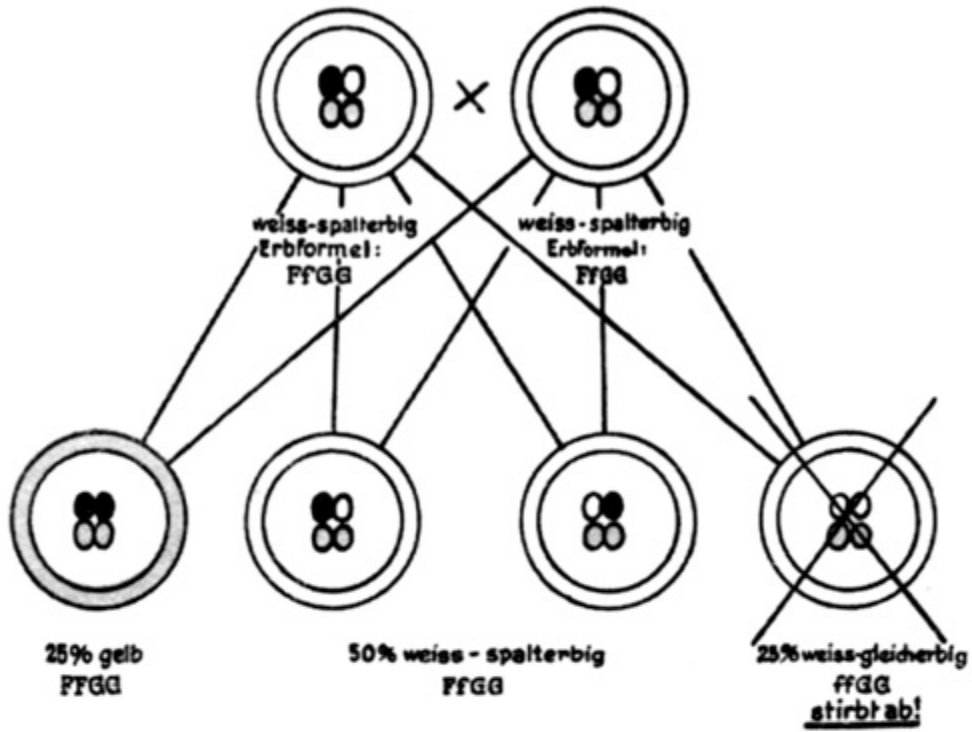 weiss-spalterbig
Erbformel:
FfGG
weiss-spalterbig
Erbformel:
FfGG
25% gelb
FFGG
50% weiss-spalterbig
FfGG
25% weiss-gleicherbig
ffGG
stirbt ab!